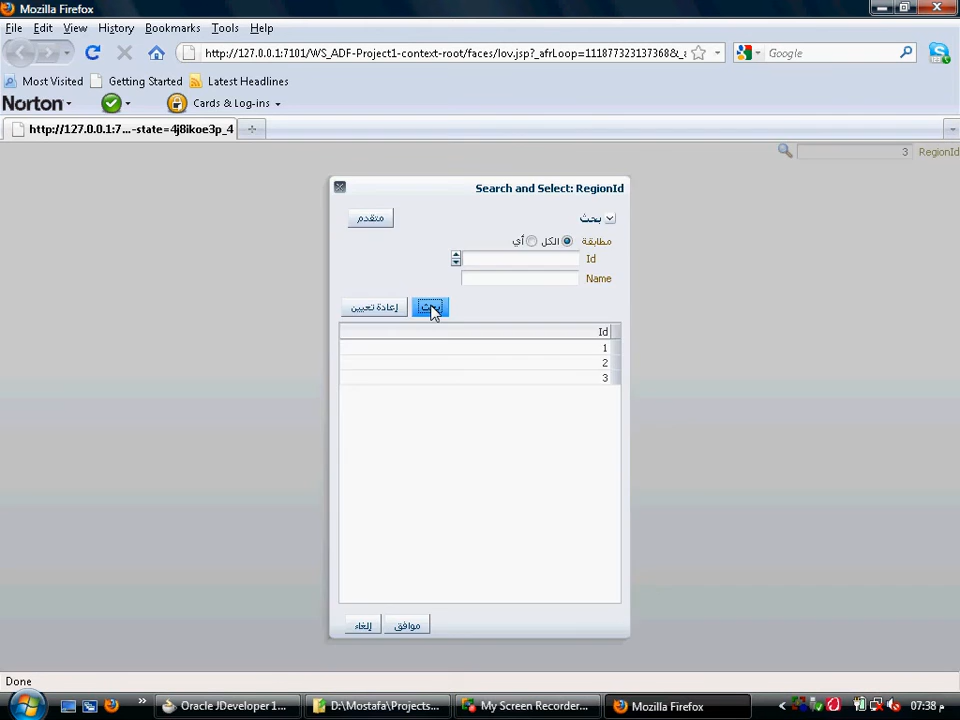 Mozilla Firefox
File Edit View History Bookmarks Tools Help
http://127.0.0.1:7101/WS_ADF-Project1-context-root/faces/lov.jsp?_afrLoop=111877323137368&_a
Google
Most Visited Getting Started Latest Headlines
Norton Cards & Log-ins
http://127.0.0.1:7...-state=4j8ikoe3p_4
3 RegionId
Search and Select: RegionId
بحث
متقدم
مطابقة الكل أي
Id
Name
بحث إعادة تعيين
Id
1
2
3
موافق إلغاء
Done
Oracle JDeveloper 1... D:\Mostafa\Projects... My Screen Recorder... Mozilla Firefox 07:38 م